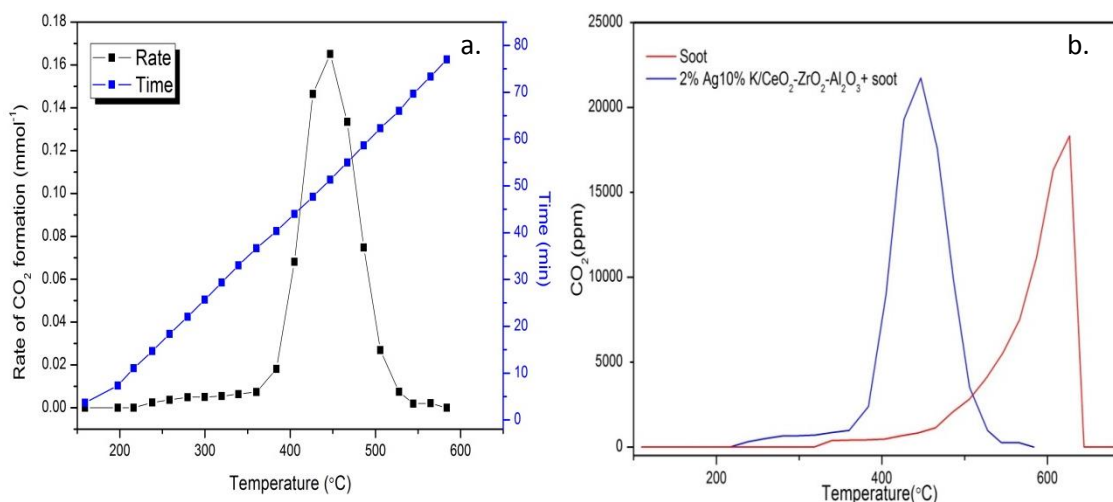 a.
Rate
Time
Rate of CO₂ formation (mmol⁻¹)
0.18
0.16
0.14
0.12
0.10
0.08
0.06
0.04
0.02
0.00
80
70
60
50
40
30
20
10
0
Time (min)
200 300 400 500 600
Temperature (°C)
b.
Soot
2% Ag10% K/CeO₂-ZrO₂-Al₂O₃+ soot
CO₂(ppm)
25000
20000
15000
10000
5000
0
200 400 600
Temperature(°C)